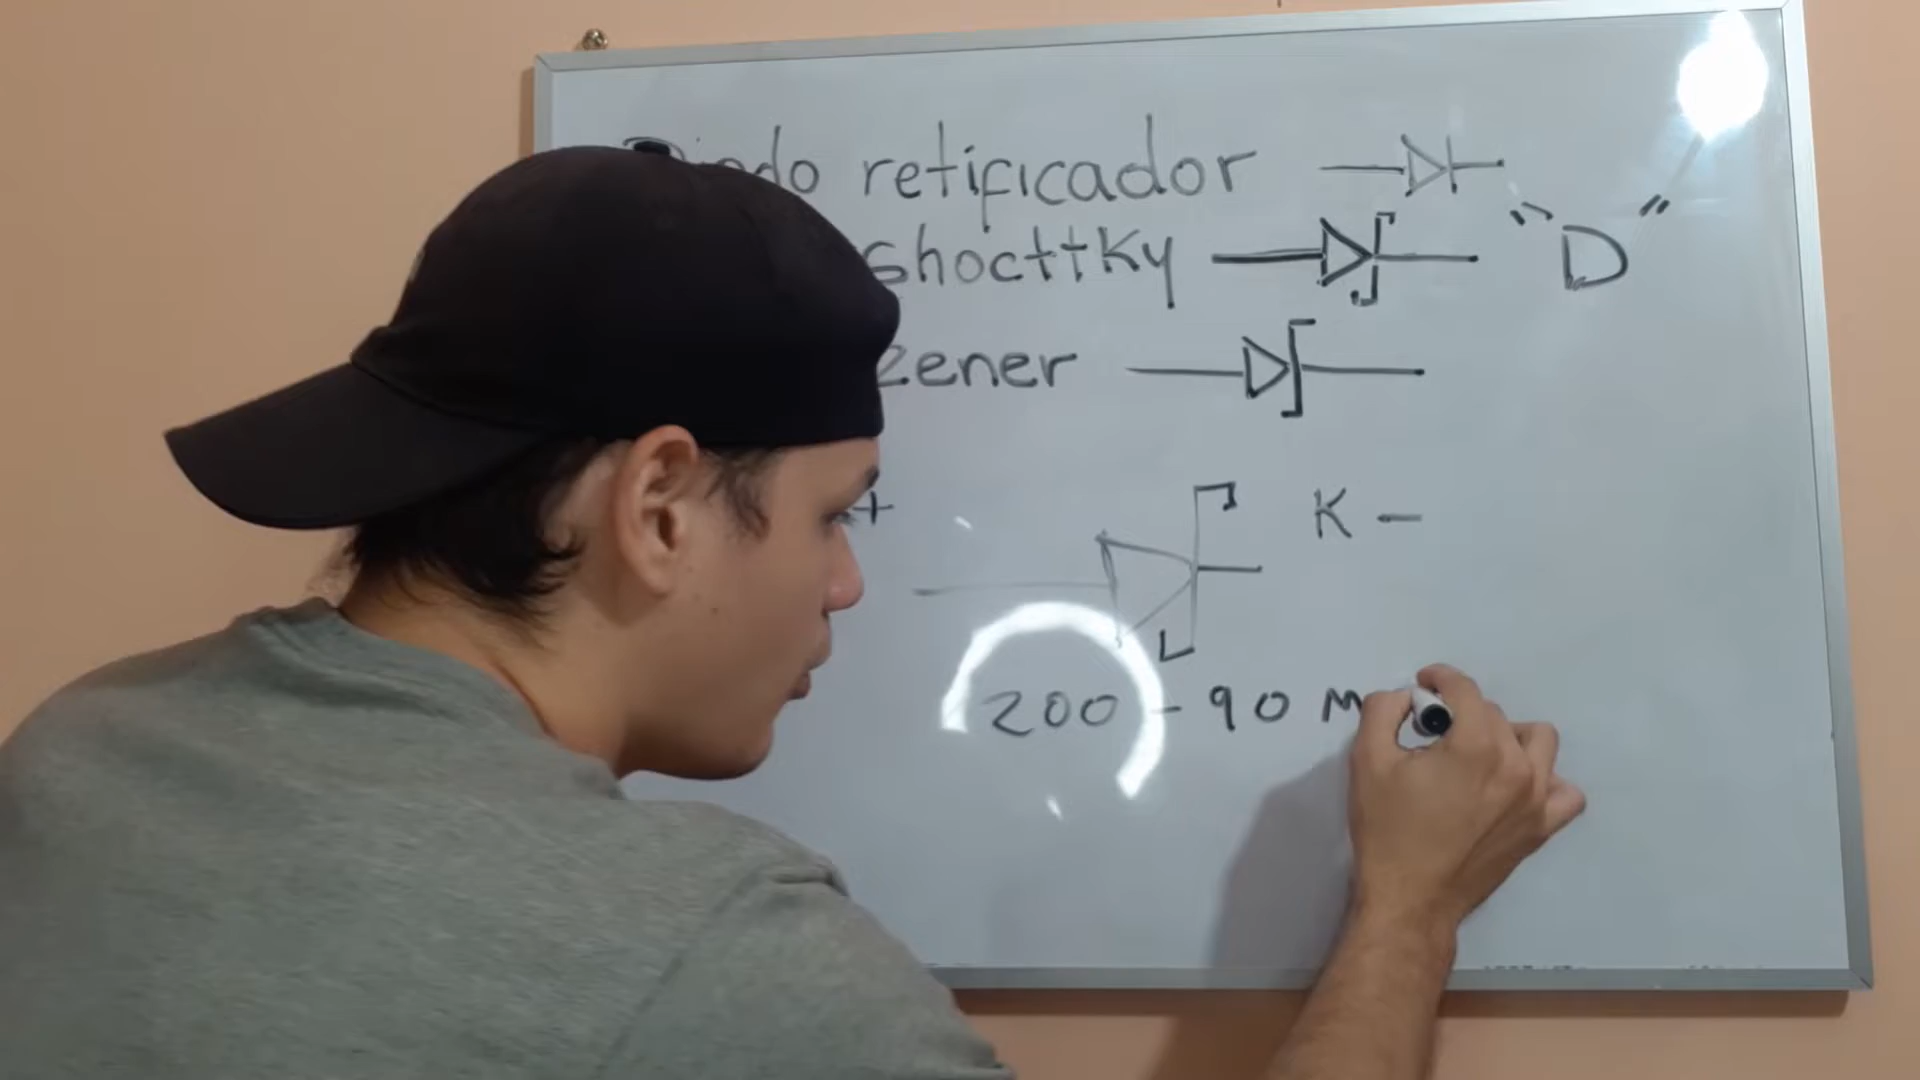 retificador
shocttky "D"
zener
+ K -
200 - 90 m